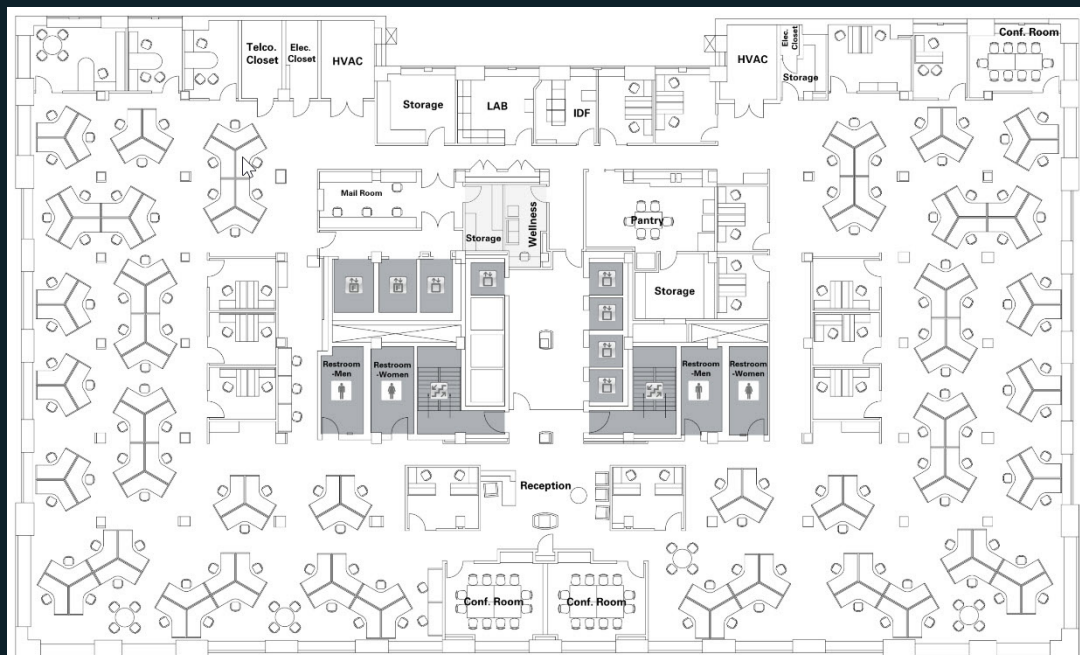 Telco.
Closet
Elec.
Closet
HVAC
HVAC
Elec.
Closet
Storage
Conf. Room
Storage
LAB
IDF
Mail Room
Storage
Wellness
Pantry
Storage
Restroom
-Men
Restroom
-Women
Restroom
-Men
Restroom
-Women
Reception
Conf. Room
Conf. Room